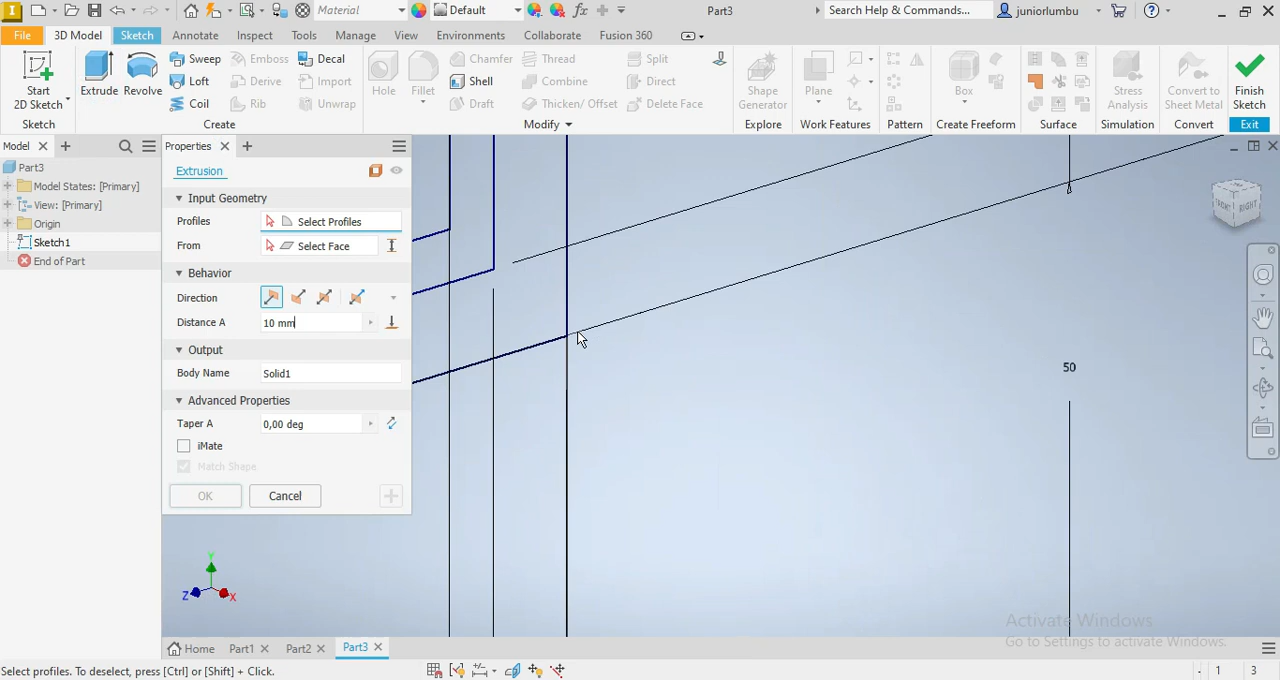 Material Default Part3 Search Help & Commands... juniorlumbu
File 3D Model Sketch Annotate Inspect Tools Manage View Environments Collaborate Fusion 360
Start 2D Sketch
Extrude Revolve
Sweep Emboss Decal
Loft Derive Import
Coil Rib Unwrap
Hole Fillet
Chamfer Thread Split
Shell Combine Direct
Draft Thicken/ Offset Delete Face
Shape Generator
Plane
Box
Stress Analysis
Convert to Sheet Metal
Finish Sketch
Sketch Create Modify Explore Work Features Pattern Create Freeform Surface Simulation Convert Exit
Model
Part3
Model States: [Primary]
View: [Primary]
Origin
Sketch1
End of Part
Properties
Extrusion
Input Geometry
Profiles Select Profiles
From Select Face
Behavior
Direction
Distance A 10 mm
Output
Body Name Solid1
Advanced Properties
Taper A 0,00 deg
iMate
Match Shape
OK Cancel
50
FRONT RIGHT
Y
Z X
Activate Windows
Go to Settings to activate Windows.
Home Part1 Part2 Part3
Select profiles. To deselect, press [Ctrl] or [Shift] + Click. 1 3